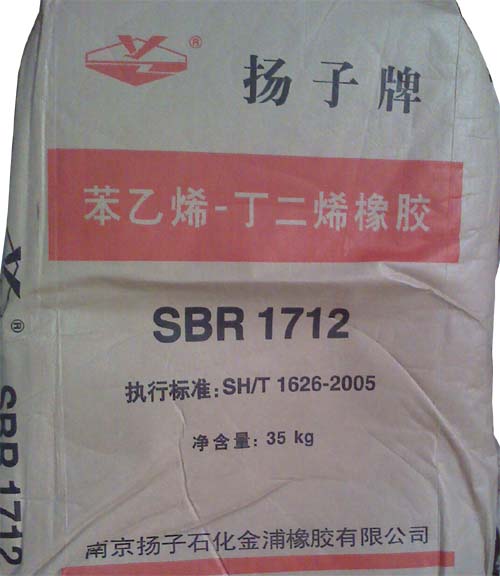 ®
扬子牌
苯乙烯-丁二烯橡胶
SBR 1712
执行标准: SH/T 1626-2005
净含量: 35 kg
南京扬子石化金浦橡胶有限公司
®
SBR 1712